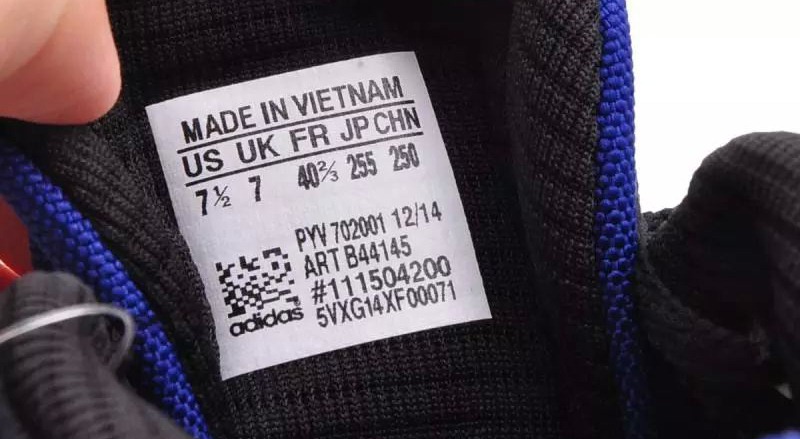 MADE IN VIETNAM
US UK FR JP CHN
7½ 7 40⅔ 255 250
PYV 702001 12/14
ART B44145
#111504200
5VXG14XF00071
adidas